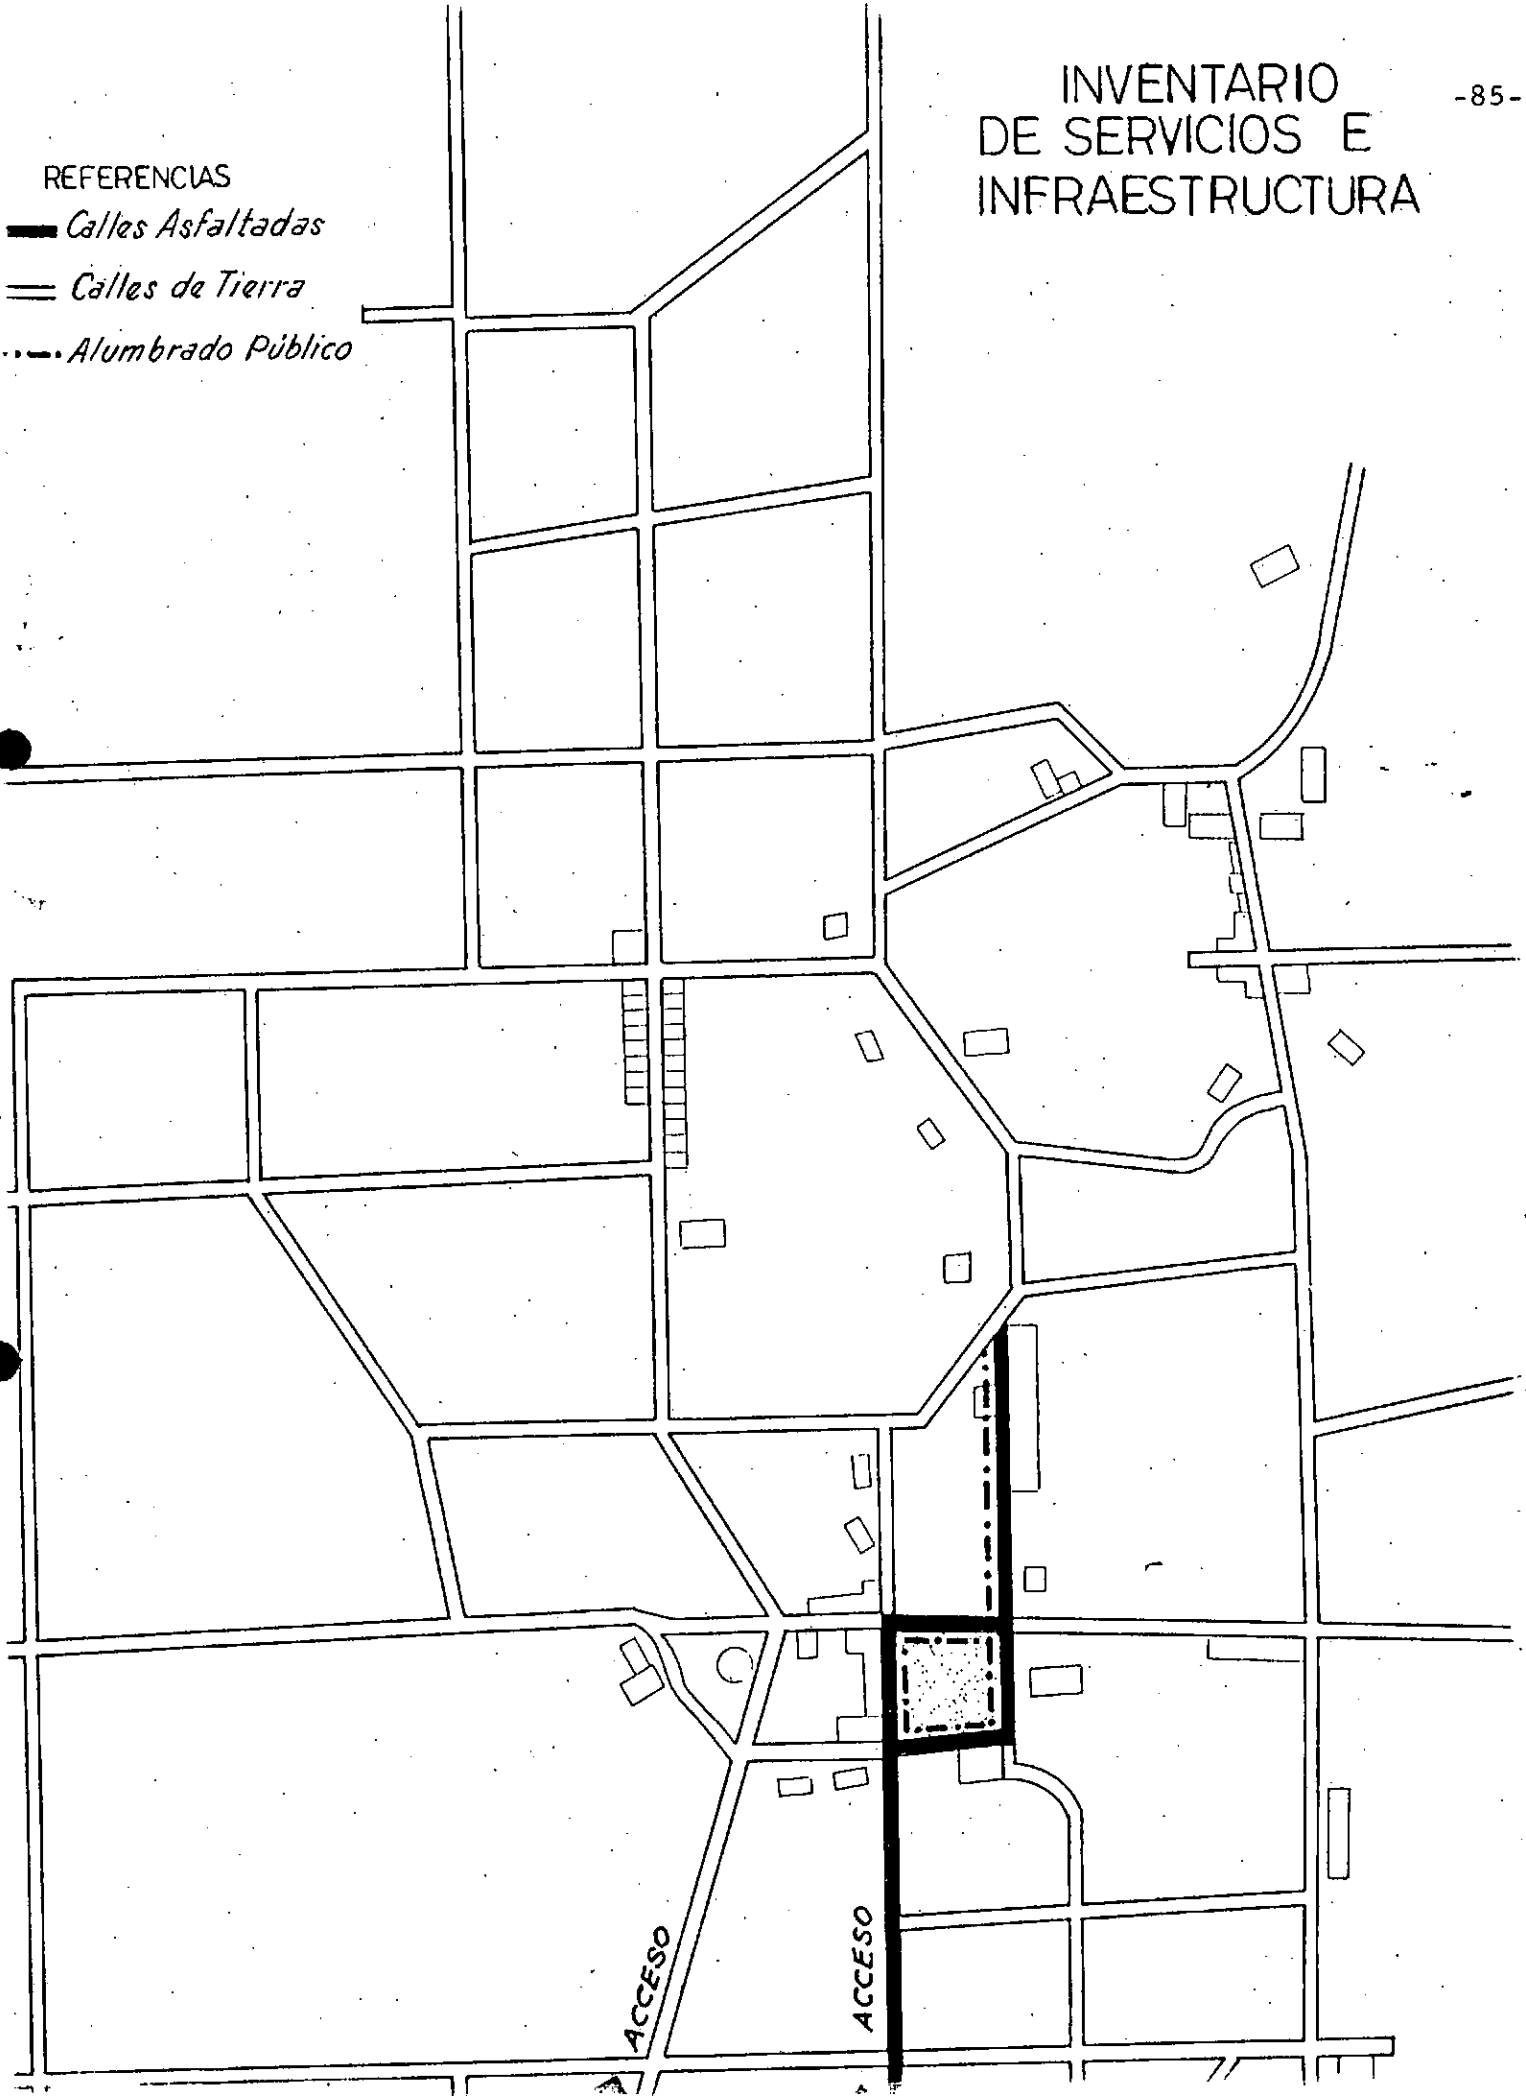 INVENTARIO
DE SERVICIOS E
INFRAESTRUCTURA
-85-
REFERENCIAS
Calles Asfaltadas
Calles de Tierra
Alumbrado Público
ACCESO
ACCESO